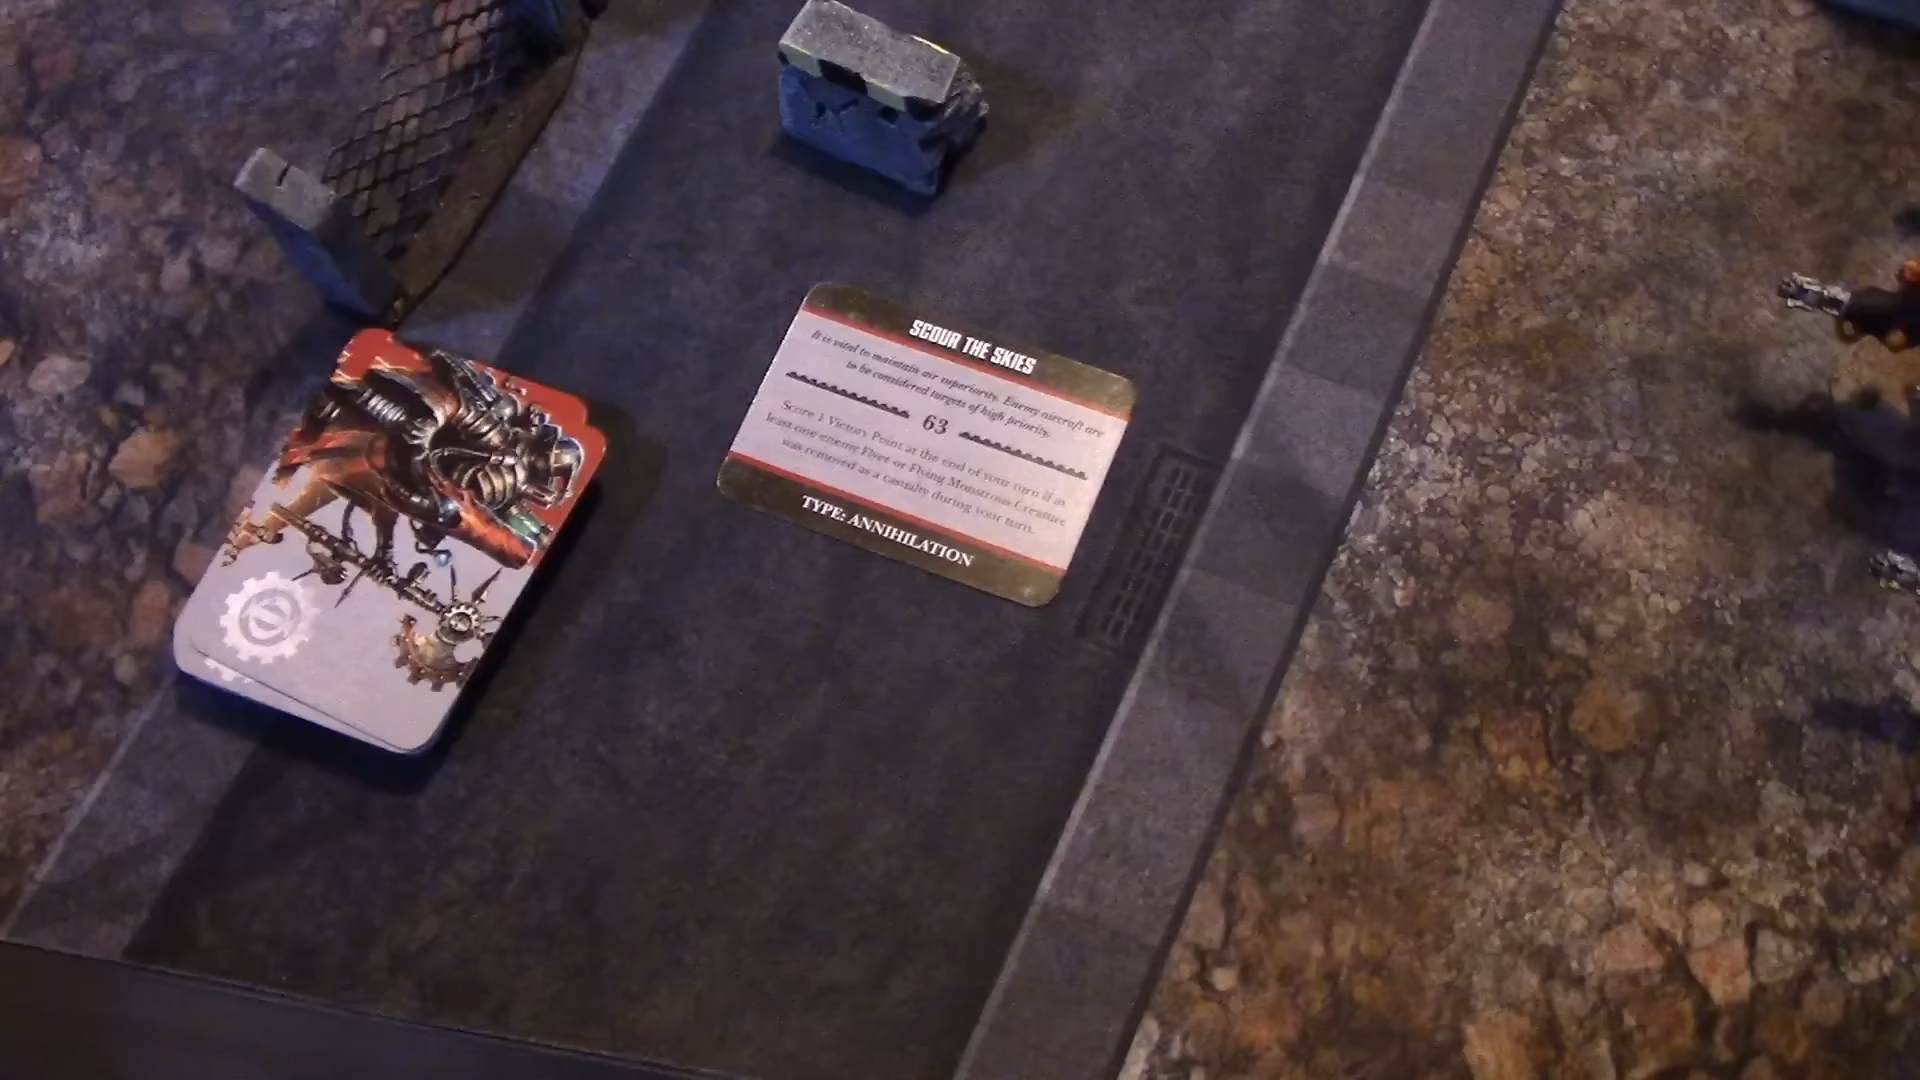 SCOUR THE SKIES
It is vital to maintain air superiority. Enemy aircraft are
to be considered targets of high priority.
63
Score 1 Victory Point at the end of your turn if at
least one enemy Flyer or Flying Monstrous Creature
was removed as a casualty during your turn.
TYPE: ANNIHILATION